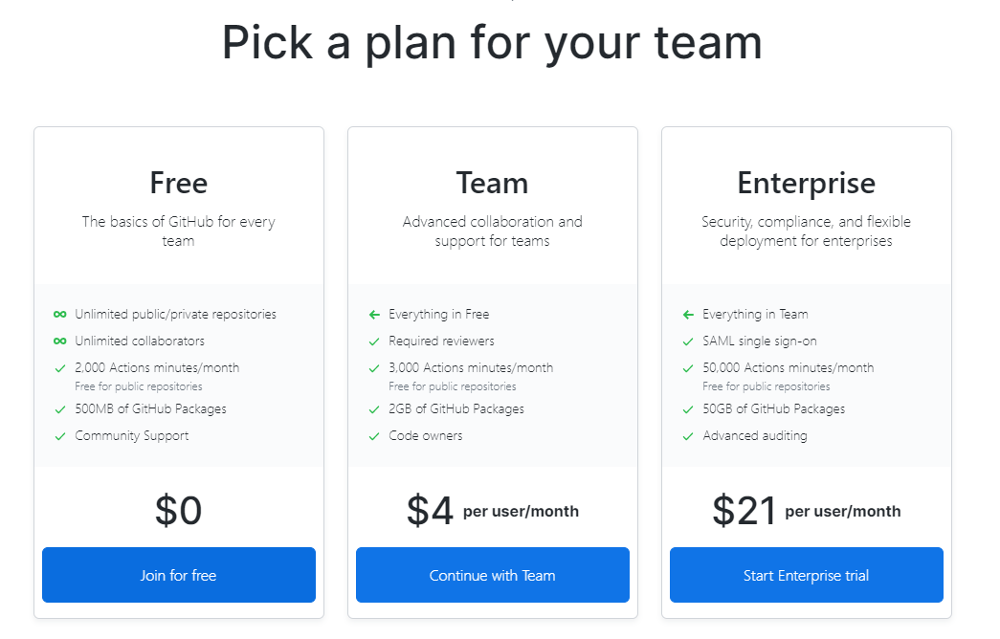 Pick a plan for your team
Free
The basics of GitHub for every
team
Unlimited public/private repositories
Unlimited collaborators
2,000 Actions minutes/month
Free for public repositories
500MB of GitHub Packages
Community Support
$0
Join for free
Team
Advanced collaboration and
support for teams
Everything in Free
Required reviewers
3,000 Actions minutes/month
Free for public repositories
2GB of GitHub Packages
Code owners
$4 per user/month
Continue with Team
Enterprise
Security, compliance, and flexible
deployment for enterprises
Everything in Team
SAML single sign-on
50,000 Actions minutes/month
Free for public repositories
50GB of GitHub Packages
Advanced auditing
$21 per user/month
Start Enterprise trial